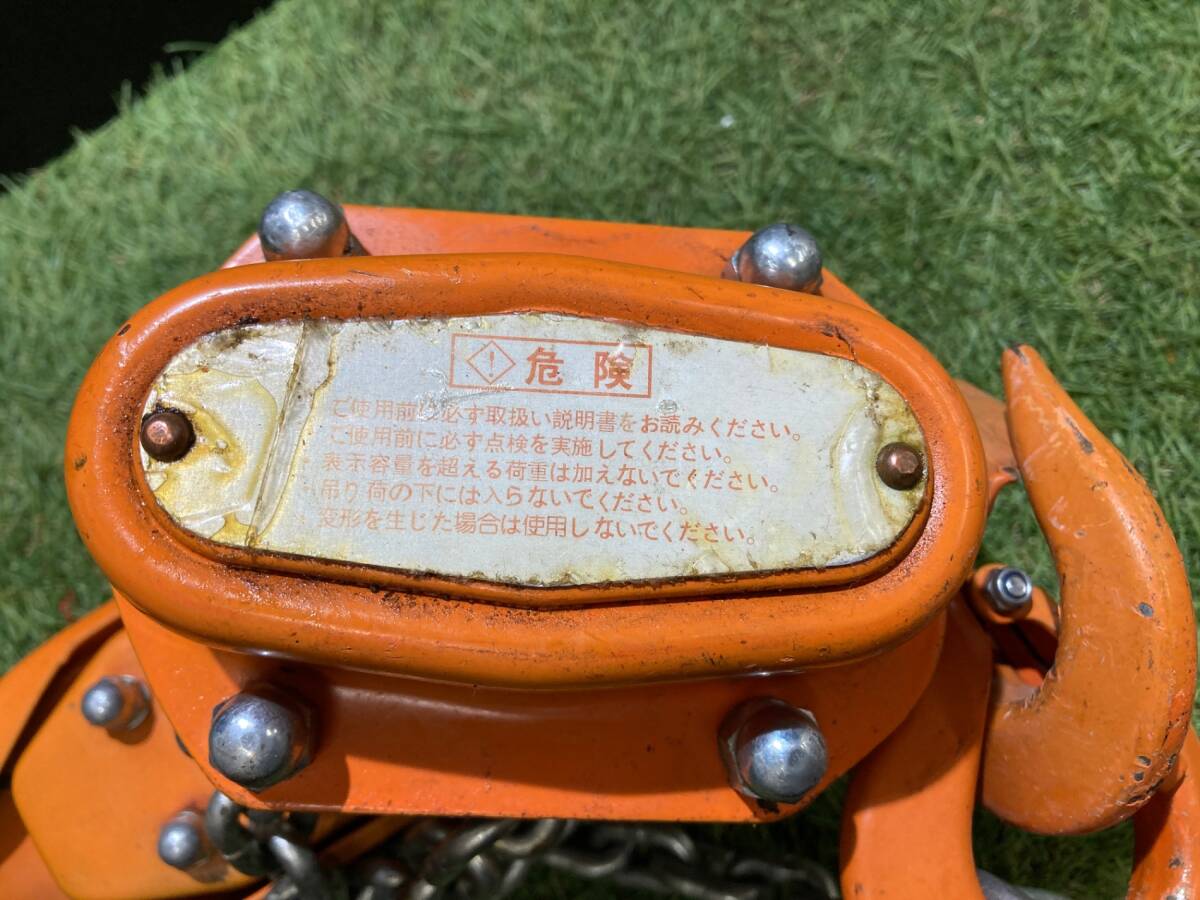 危険
ご使用前に必ず取扱い説明書をお読みください。
ご使用前に必ず点検を実施してください。
表示容量を超える荷重は加えないでください。
吊り荷の下には入らないでください。
変形を生じた場合は使用しないでください。